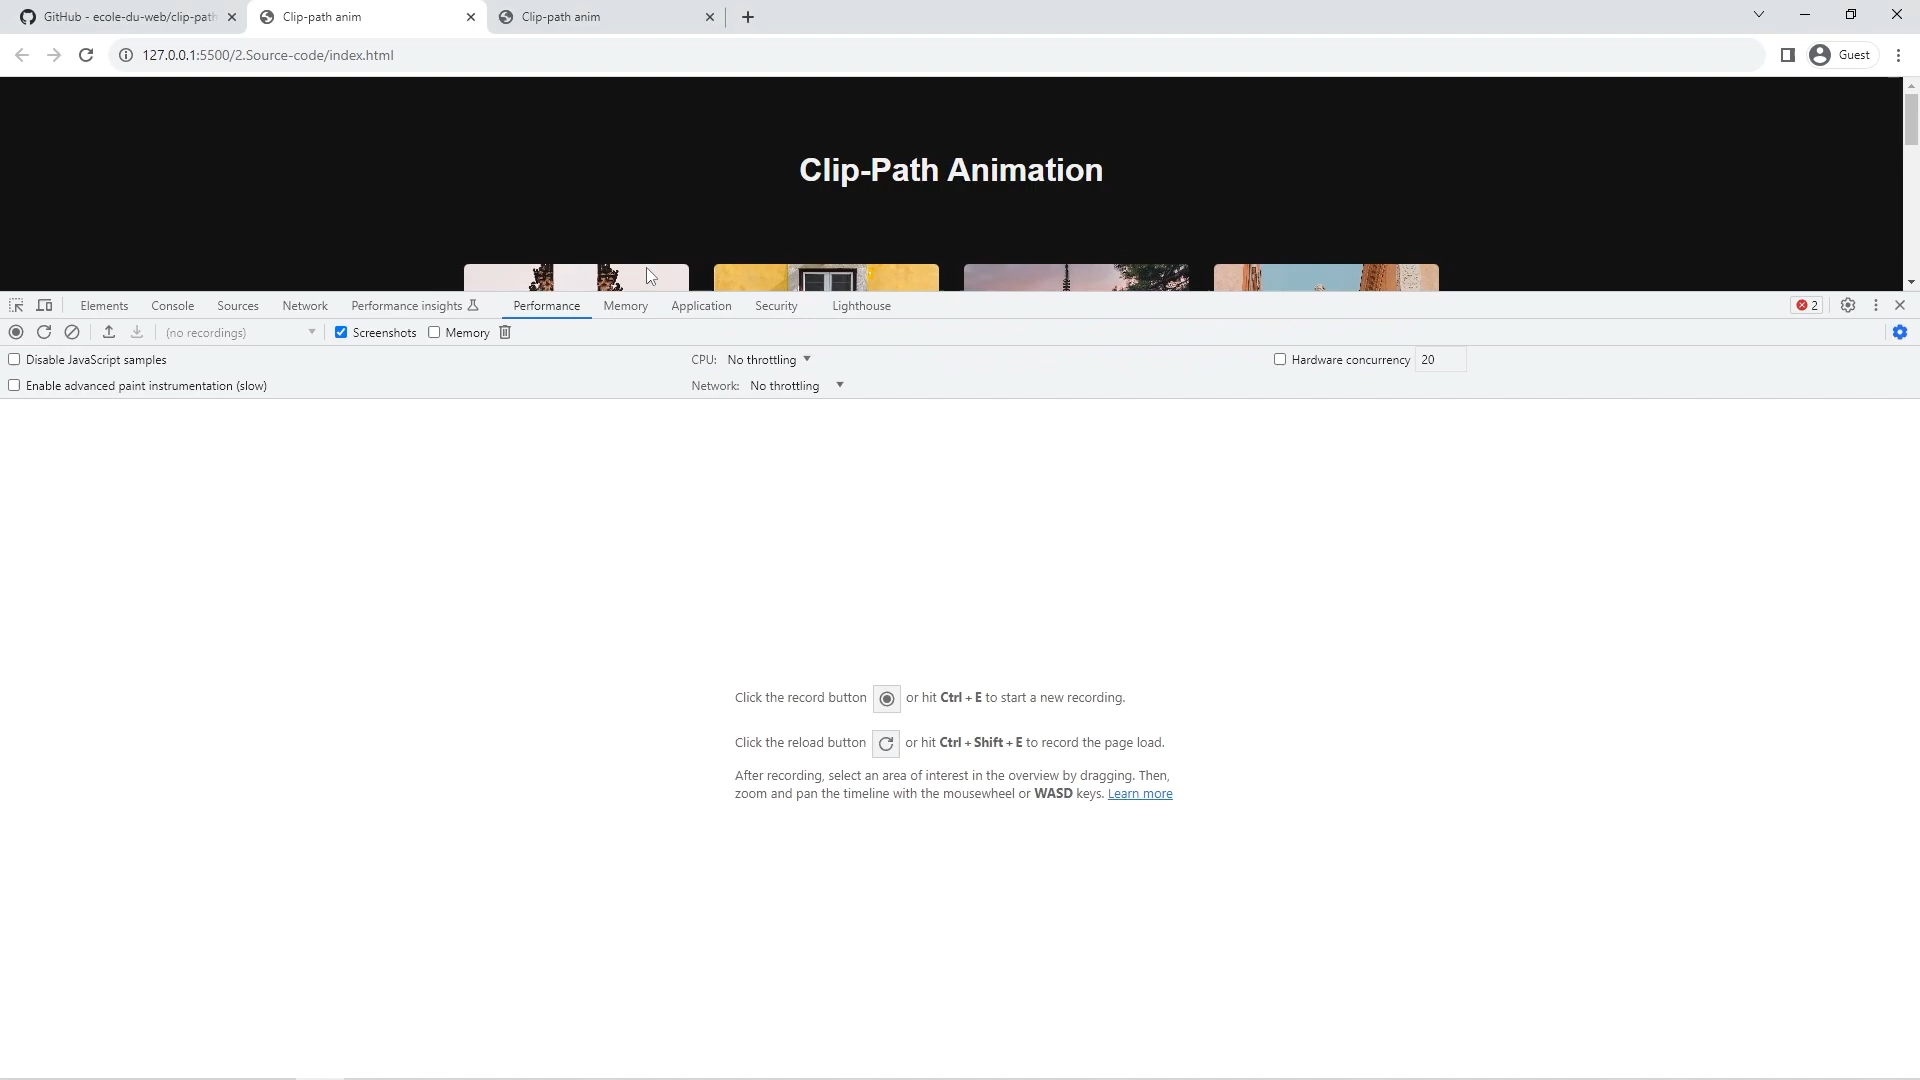 GitHub - ecole-du-web/clip-path
Clip-path anim
Clip-path anim
127.0.0.1:5500/2.Source-code/index.html
Guest
Clip-Path Animation
Elements
Console
Sources
Network
Performance insights
Performance
Memory
Application
Security
Lighthouse
2
(no recordings)
Screenshots
Memory
Disable JavaScript samples
CPU: No throttling
Hardware concurrency 20
Enable advanced paint instrumentation (slow)
Network: No throttling
Click the record button or hit Ctrl + E to start a new recording.
Click the reload button or hit Ctrl + Shift + E to record the page load.
After recording, select an area of interest in the overview by dragging. Then,
zoom and pan the timeline with the mousewheel or WASD keys. Learn more